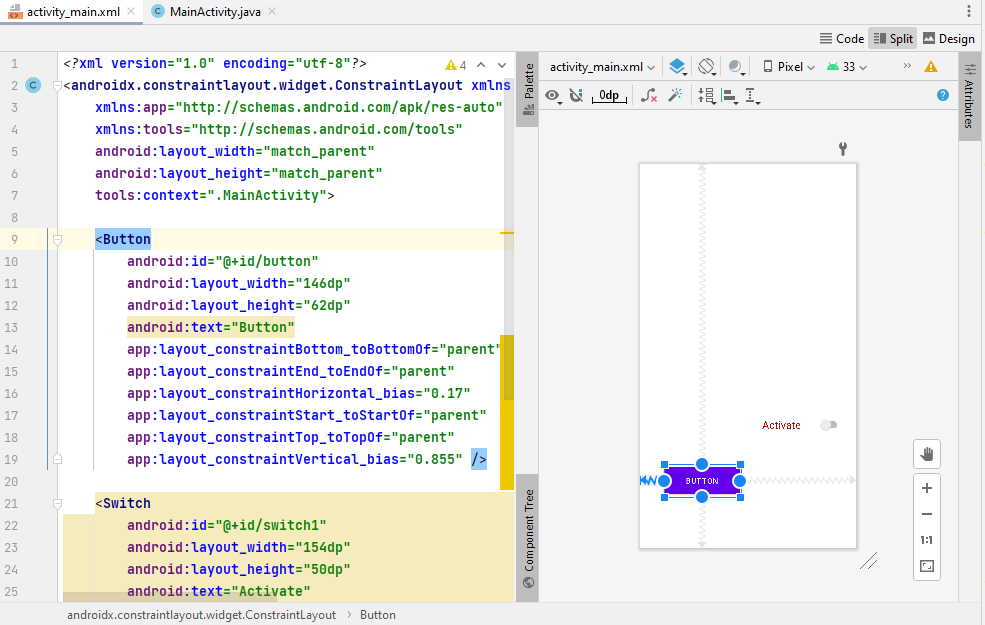 activity_main.xml MainActivity.java
Code Split Design
1 <?xml version="1.0" encoding="utf-8"?> 4
2 <androidx.constraintlayout.widget.ConstraintLayout xmlns
3 xmlns:app="http://schemas.android.com/apk/res-auto"
4 xmlns:tools="http://schemas.android.com/tools"
5 android:layout_width="match_parent"
6 android:layout_height="match_parent"
7 tools:context=".MainActivity">
8
9 <Button
10 android:id="@+id/button"
11 android:layout_width="146dp"
12 android:layout_height="62dp"
13 android:text="Button"
14 app:layout_constraintBottom_toBottomOf="parent"
15 app:layout_constraintEnd_toEndOf="parent"
16 app:layout_constraintHorizontal_bias="0.17"
17 app:layout_constraintStart_toStartOf="parent"
18 app:layout_constraintTop_toTopOf="parent"
19 app:layout_constraintVertical_bias="0.855" />
20
21 <Switch
22 android:id="@+id/switch1"
23 android:layout_width="154dp"
24 android:layout_height="50dp"
25 android:text="Activate"
androidx.constraintlayout.widget.ConstraintLayout > Button
Palette
Component Tree
activity_main.xml Pixel 33
0dp
Attributes
Activate
BUTTON
1:1